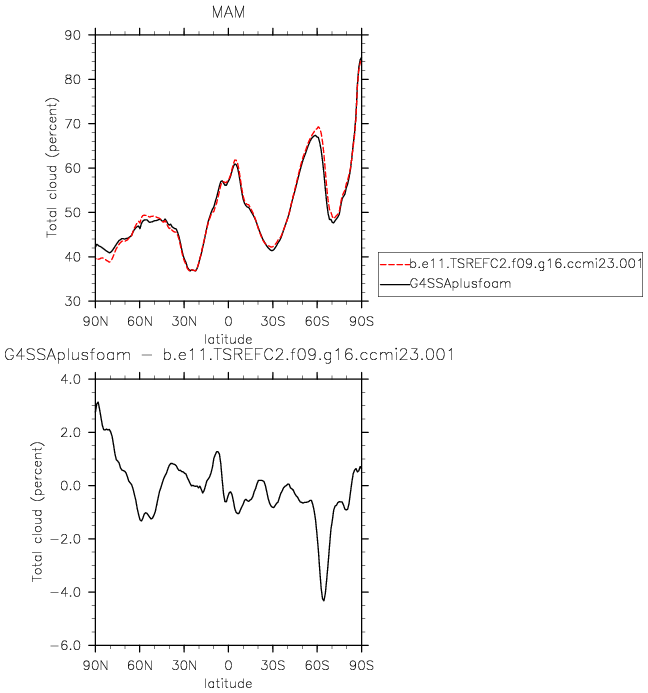 MAM
90
80
70
60
50
40
30
Total cloud (percent)
90N 60N 30N 0 30S 60S 90S
latitude
b.e11.TSREFC2.f09.g16.ccmi23.001
G4SSAplusfoam
G4SSAplusfoam − b.e11.TSREFC2.f09.g16.ccmi23.001
4.0
2.0
0.0
−2.0
−4.0
−6.0
Total cloud (percent)
90N 60N 30N 0 30S 60S 90S
latitude